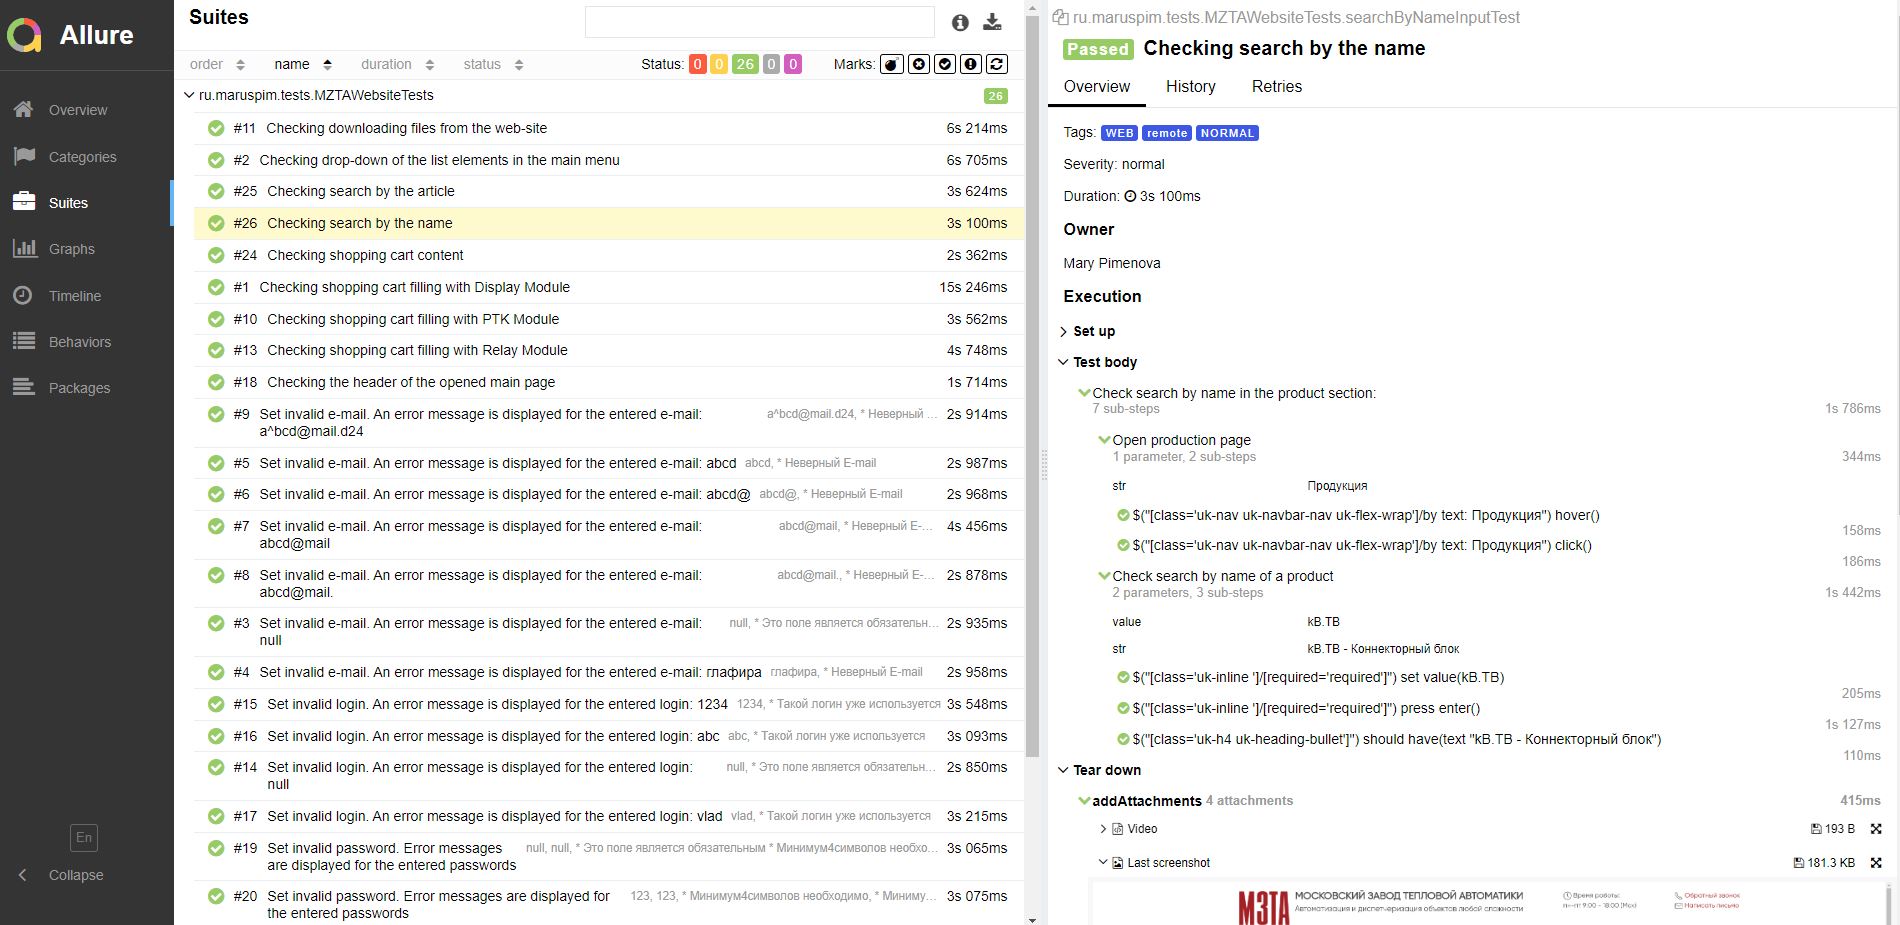 Allure
Overview
Categories
Suites
Graphs
Timeline
Behaviors
Packages
En
Collapse
Suites
order name duration status Status: 0 0 26 0 0 Marks:
ru.maruspim.tests.MZTAWebsiteTests 26
#11 Checking downloading files from the web-site 6s 214ms
#2 Checking drop-down of the list elements in the main menu 6s 705ms
#25 Checking search by the article 3s 624ms
#26 Checking search by the name 3s 100ms
#24 Checking shopping cart content 2s 362ms
#1 Checking shopping cart filling with Display Module 15s 246ms
#10 Checking shopping cart filling with PTK Module 3s 562ms
#13 Checking shopping cart filling with Relay Module 4s 748ms
#18 Checking the header of the opened main page 1s 714ms
#9 Set invalid e-mail. An error message is displayed for the entered e-mail: a^bcd@mail.d24, * Неверный ... 2s 914ms
a^bcd@mail.d24
#5 Set invalid e-mail. An error message is displayed for the entered e-mail: abcd abcd, * Неверный E-mail 2s 987ms
#6 Set invalid e-mail. An error message is displayed for the entered e-mail: abcd@ abcd@, * Неверный E-mail 2s 968ms
#7 Set invalid e-mail. An error message is displayed for the entered e-mail: abcd@mail, * Неверный E-... 4s 456ms
abcd@mail
#8 Set invalid e-mail. An error message is displayed for the entered e-mail: abcd@mail., * Неверный E-... 2s 878ms
abcd@mail.
#3 Set invalid e-mail. An error message is displayed for the entered e-mail: null, * Это поле является обязательн... 2s 935ms
null
#4 Set invalid e-mail. An error message is displayed for the entered e-mail: глафира глафира, * Неверный E-mail 2s 958ms
#15 Set invalid login. An error message is displayed for the entered login: 1234 1234, * Такой логин уже используется 3s 548ms
#16 Set invalid login. An error message is displayed for the entered login: abc abc, * Такой логин уже используется 3s 093ms
#14 Set invalid login. An error message is displayed for the entered login: null, * Это поле является обязательн... 2s 850ms
null
#17 Set invalid login. An error message is displayed for the entered login: vlad vlad, * Такой логин уже используется 3s 215ms
#19 Set invalid password. Error messages null, null, * Это поле является обязательным * Минимум4символов необхо... 3s 065ms
are displayed for the entered passwords
#20 Set invalid password. Error messages are displayed for 123, 123, * Минимум4символов необходимо, * Миниму... 3s 075ms
the entered passwords
ru.maruspim.tests.MZTAWebsiteTests.searchByNameInputTest
Passed Checking search by the name
Overview History Retries
Tags: WEB remote NORMAL
Severity: normal
Duration: 3s 100ms
Owner
Mary Pimenova
Execution
Set up
Test body
Check search by name in the product section:
7 sub-steps 1s 786ms
Open production page
1 parameter, 2 sub-steps 344ms
str Продукция
$("[class='uk-nav uk-navbar-nav uk-flex-wrap']/by text: Продукция") hover()
158ms
$("[class='uk-nav uk-navbar-nav uk-flex-wrap']/by text: Продукция") click()
186ms
Check search by name of a product
2 parameters, 3 sub-steps 1s 442ms
value kB.TB
str kB.TB - Коннекторный блок
$("[class='uk-inline ']/[required='required']") set value(kB.TB)
205ms
$("[class='uk-inline ']/[required='required']") press enter()
1s 127ms
$("[class='uk-h4 uk-heading-bullet']") should have(text "kB.TB - Коннекторный блок")
110ms
Tear down
addAttachments 4 attachments 415ms
Video 193 B
Last screenshot 181.3 KB
МЗТА МОСКОВСКИЙ ЗАВОД ТЕПЛОВОЙ АВТОМАТИКИ Время работы: Обратный звонок
Автоматизация и диспетчеризация объектов любой сложности пн-пт 9:00 - 18:00 (Мск) Написать письмо